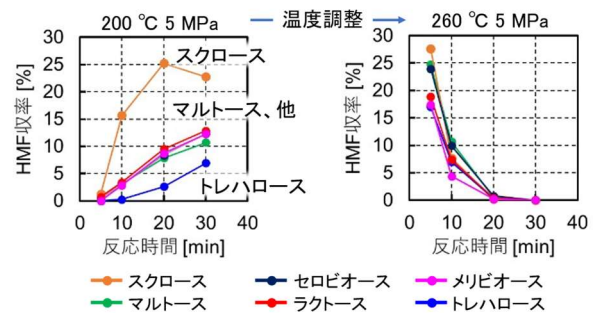 200 ℃ 5 MPa
温度調整
260 ℃ 5 MPa
HMF収率 [%]
30
25
20
15
10
5
0
スクロース
マルトース、他
トレハロース
0
10
20
30
40
反応時間 [min]
HMF収率 [%]
30
25
20
15
10
5
0
0
10
20
30
40
反応時間 [min]
スクロース
セロビオース
メリビオース
マルトース
ラクトース
トレハロース